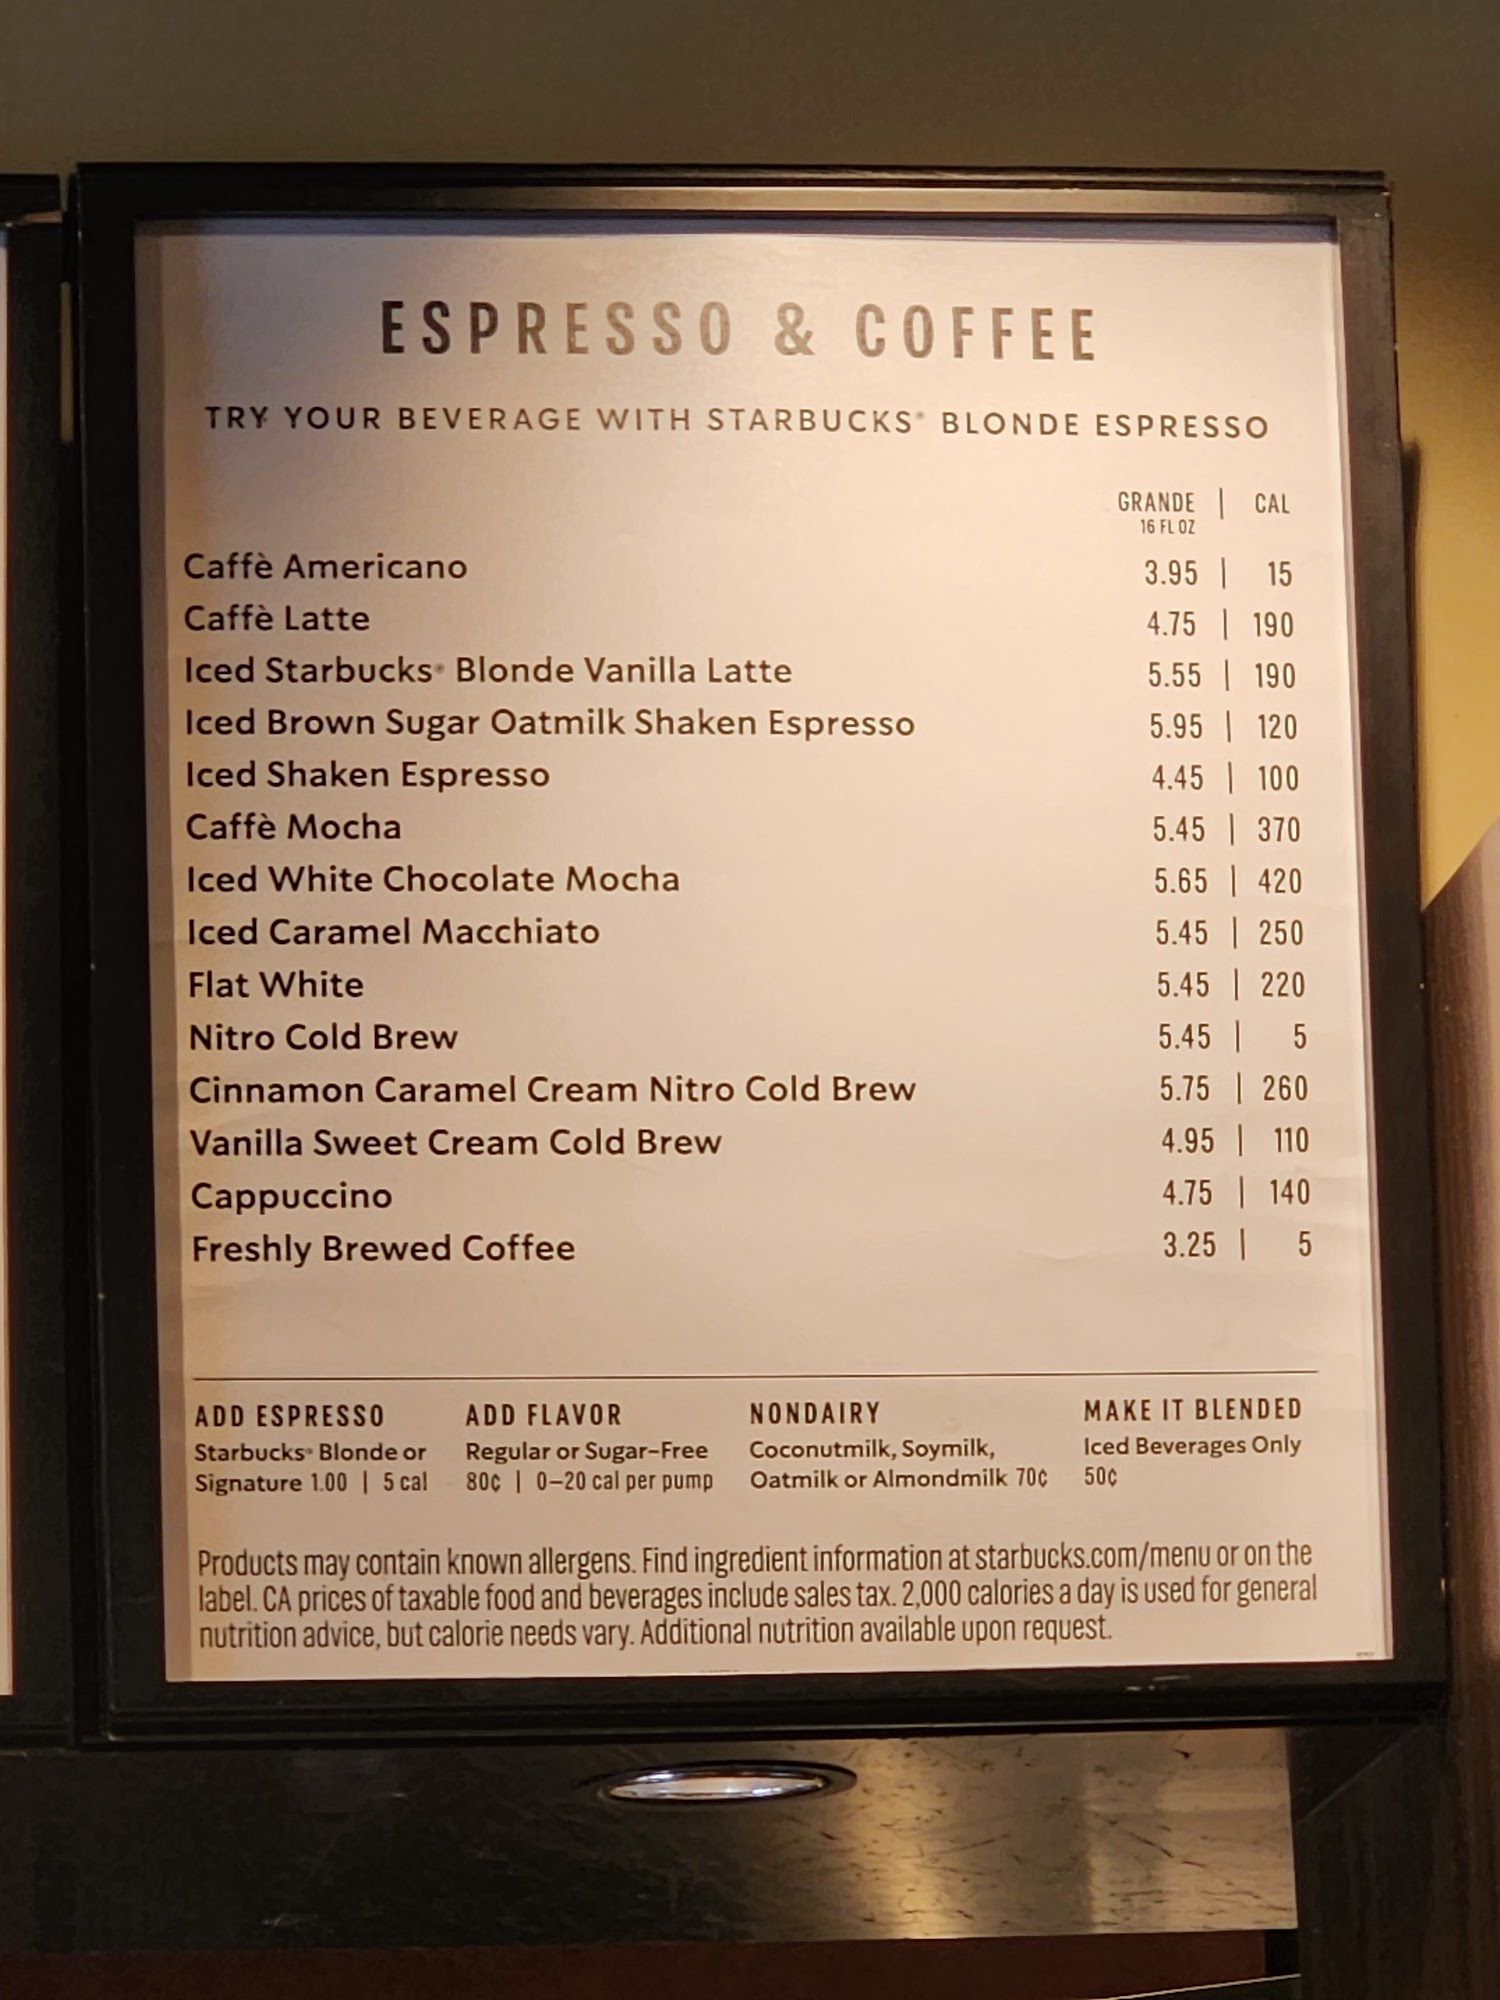 ESPRESSO & COFFEE
TRY YOUR BEVERAGE WITH STARBUCKS® BLONDE ESPRESSO
GRANDE | CAL
16 FL OZ
Caffè Americano 3.95 | 15
Caffè Latte 4.75 | 190
Iced Starbucks® Blonde Vanilla Latte 5.55 | 190
Iced Brown Sugar Oatmilk Shaken Espresso 5.95 | 120
Iced Shaken Espresso 4.45 | 100
Caffè Mocha 5.45 | 370
Iced White Chocolate Mocha 5.65 | 420
Iced Caramel Macchiato 5.45 | 250
Flat White 5.45 | 220
Nitro Cold Brew 5.45 | 5
Cinnamon Caramel Cream Nitro Cold Brew 5.75 | 260
Vanilla Sweet Cream Cold Brew 4.95 | 110
Cappuccino 4.75 | 140
Freshly Brewed Coffee 3.25 | 5
ADD ESPRESSO
Starbucks® Blonde or
Signature 1.00 | 5 cal
ADD FLAVOR
Regular or Sugar-Free
80¢ | 0–20 cal per pump
NONDAIRY
Coconutmilk, Soymilk,
Oatmilk or Almondmilk 70¢
MAKE IT BLENDED
Iced Beverages Only
50¢
Products may contain known allergens. Find ingredient information at starbucks.com/menu or on the
label. CA prices of taxable food and beverages include sales tax. 2,000 calories a day is used for general
nutrition advice, but calorie needs vary. Additional nutrition available upon request.